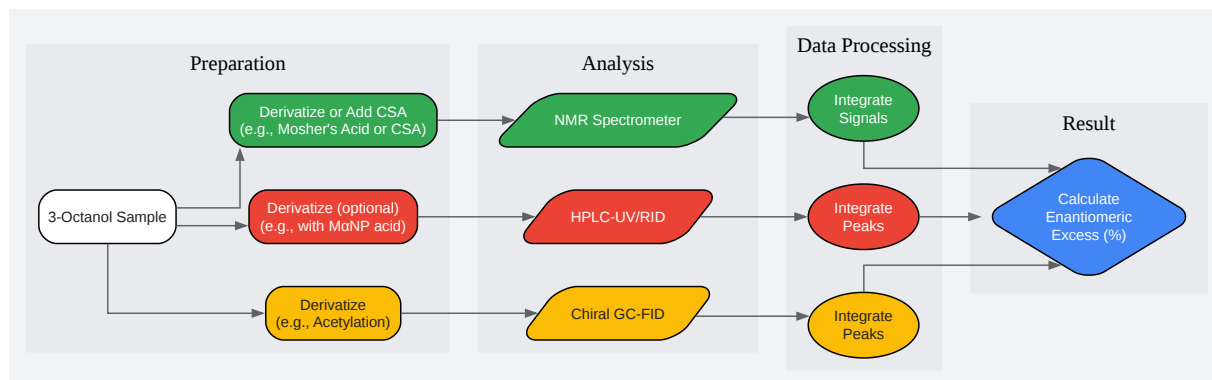 Preparation
Analysis
Data Processing
Result
Derivatize or Add CSA
(e.g., Mosher's Acid or CSA)
NMR Spectrometer
Integrate
Signals
3-Octanol Sample
Derivatize (optional)
(e.g., with MαNP acid)
HPLC-UV/RID
Integrate
Peaks
Calculate
Enantiomeric
Excess (%)
Derivatize
(e.g., Acetylation)
Chiral GC-FID
Integrate
Peaks